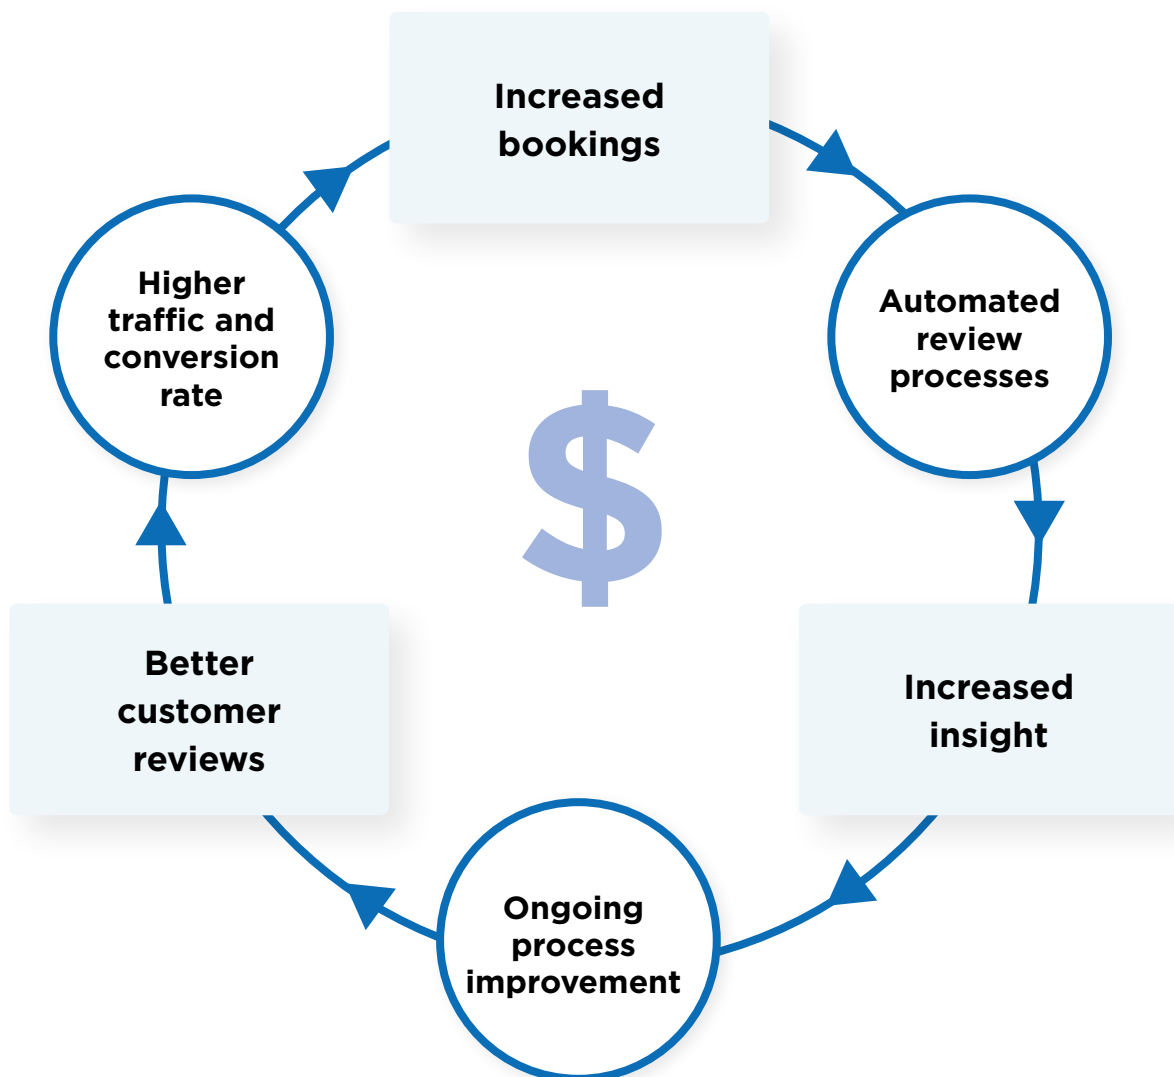 Increased
bookings
Higher
traffic and
conversion
rate
Automated
review
processes
$
Better
customer
reviews
Increased
insight
Ongoing
process
improvement